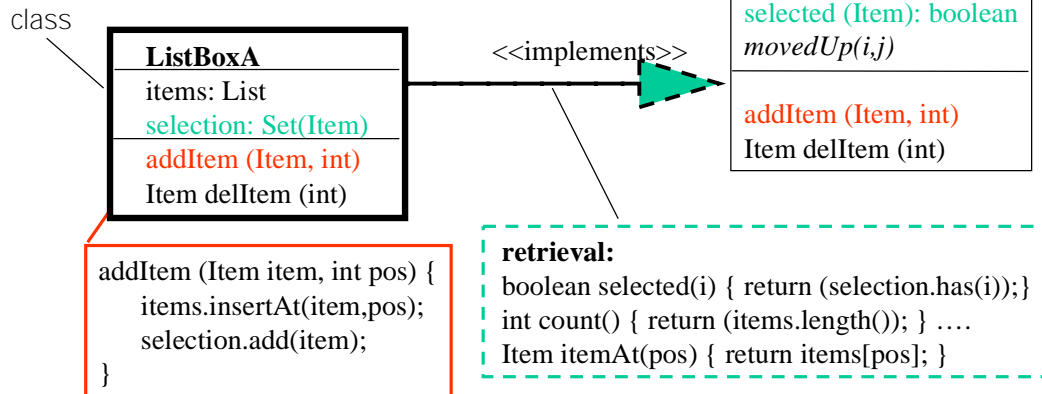 class
ListBoxA
items: List
selection: Set(Item)
addItem (Item, int)
Item delItem (int)
<<implements>>
selected (Item): boolean
movedUp(i,j)
addItem (Item, int)
Item delItem (int)
addItem (Item item, int pos) {
items.insertAt(item,pos);
selection.add(item);
}
retrieval:
boolean selected(i) { return (selection.has(i));}
int count() { return (items.length()); } ….
Item itemAt(pos) { return items[pos]; }